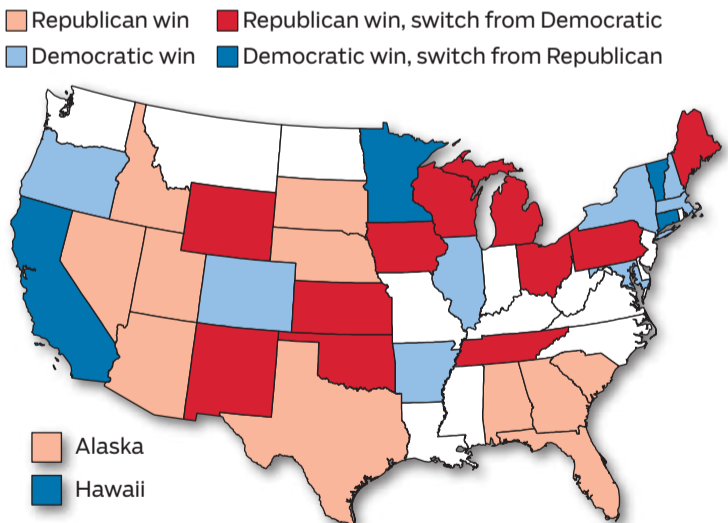 Republican win
Republican win, switch from Democratic
Democratic win
Democratic win, switch from Republican
Alaska
Hawaii